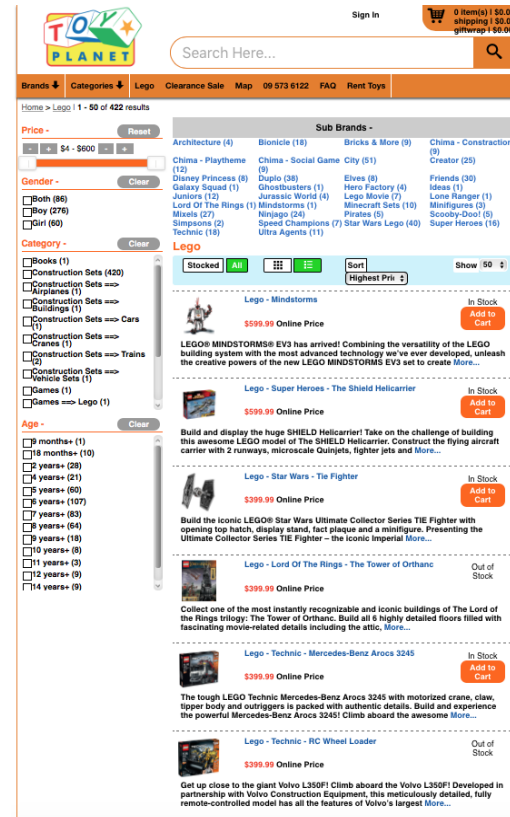 TOY
PLANET
Sign In
0 item(s) | $0.0
shipping | $0.0
giftwrap | $0.00
Search Here...
Brands Categories Lego Clearance Sale Map 09 573 6122 FAQ Rent Toys
Home > Lego | 1 - 50 of 422 results
Price - Reset
- + $4 - $600 - +
Gender - Clear
Both (86)
Boy (276)
Girl (60)
Category - Clear
Books (1)
Construction Sets (420)
Construction Sets ==>
Airplanes (1)
Construction Sets ==>
Buildings (1)
Construction Sets ==> Cars
(1)
Construction Sets ==>
Cranes (1)
Construction Sets ==> Trains
(2)
Construction Sets ==>
Vehicle Sets (1)
Games (1)
Games ==> Lego (1)
Age - Clear
9 months+ (1)
18 months+ (10)
2 years+ (28)
4 years+ (21)
5 years+ (60)
6 years+ (107)
7 years+ (83)
8 years+ (64)
9 years+ (18)
10 years+ (8)
11 years+ (3)
12 years+ (9)
14 years+ (9)
Sub Brands -
Architecture (4) Bionicle (18) Bricks & More (9) Chima - Construction
(9)
Chima - Playtheme Chima - Social Game City (51) Creator (25)
(12) (9)
Disney Princess (8) Duplo (38) Elves (8) Friends (30)
Galaxy Squad (1) Ghostbusters (1) Hero Factory (4) Ideas (1)
Juniors (12) Jurassic World (4) Lego Movie (7) Lone Ranger (1)
Lord Of The Rings (1) Mindstorms (1) Minecraft Sets (10) Minifigures (3)
Mixels (27) Ninjago (24) Pirates (5) Scooby-Doo! (5)
Simpsons (2) Speed Champions (7) Star Wars Lego (40) Super Heroes (16)
Technic (18) Ultra Agents (11)
Lego
Stocked All Sort Show 50
Highest Pric
Lego - Mindstorms In Stock
$599.99 Online Price Add to
Cart
LEGO® MINDSTORMS® EV3 has arrived! Combining the versatility of the LEGO
building system with the most advanced technology we've ever developed, unleash
the creative powers of the new LEGO MINDSTORMS EV3 set to create More...
Lego - Super Heroes - The Shield Helicarrier In Stock
$599.99 Online Price Add to
Cart
Build and display the huge SHIELD Helicarrier! Take on the challenge of building
this awesome LEGO model of The SHIELD Helicarrier. Construct the flying aircraft
carrier with 2 runways, microscale Quinjets, fighter jets and More...
Lego - Star Wars - Tie Fighter In Stock
$399.99 Online Price Add to
Cart
Build the iconic LEGO® Star Wars Ultimate Collector Series TIE Fighter with
opening top hatch, display stand, fact plaque and a minifigure. Presenting the
Ultimate Collector Series TIE Fighter – the iconic Imperial More...
Lego - Lord Of The Rings - The Tower of Orthanc Out of
Stock
$399.99 Online Price
Collect one of the most instantly recognizable and iconic buildings of The Lord of
the Rings trilogy: The Tower of Orthanc. Build all 6 highly detailed floors filled with
fascinating movie-related details including the attic, More...
Lego - Technic - Mercedes-Benz Arocs 3245 In Stock
$399.99 Online Price Add to
Cart
The tough LEGO Technic Mercedes-Benz Arocs 3245 with motorized crane, claw,
tipper body and outriggers is packed with authentic details. Build and experience
the powerful Mercedes-Benz Arocs 3245! Climb aboard the awesome More...
Lego - Technic - RC Wheel Loader Out of
Stock
$399.99 Online Price
Get up close to the giant Volvo L350F! Climb aboard the Volvo L350F! Developed in
partnership with Volvo Construction Equipment, this meticulously detailed, fully
remote-controlled model has all the features of Volvo's largest More...